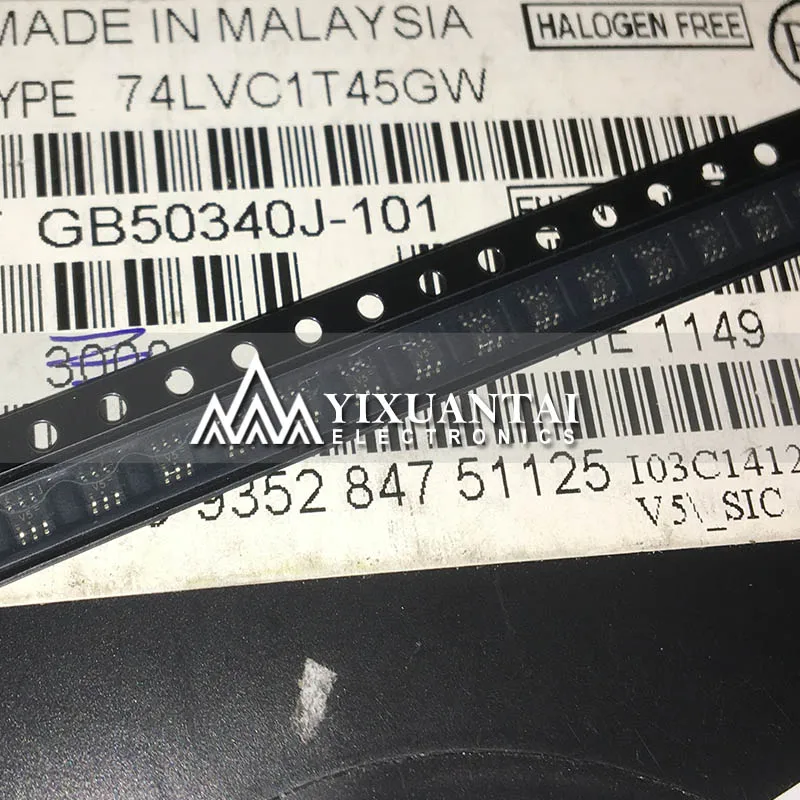 MADE IN MALAYSIA
HALOGEN FREE
YPE 74LVC1T45GW
GB50340J-101
3000
1149
YIXUANTAI
ELECTRONICS
9352 847 51125
I03C1412
V5\_SIC